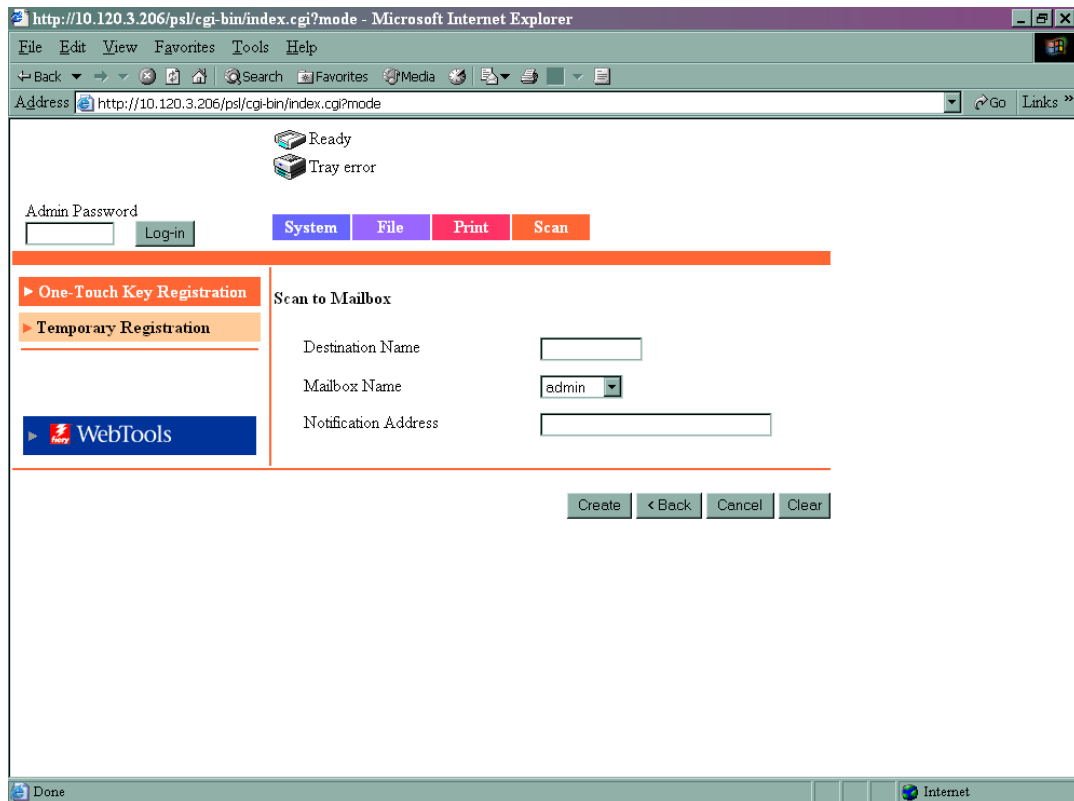 http://10.120.3.206/psl/cgi-bin/index.cgi?mode - Microsoft Internet Explorer
File Edit View Favorites Tools Help
Back Search Favorites Media
Address http://10.120.3.206/psl/cgi-bin/index.cgi?mode Go Links »
Ready
Tray error
Admin Password
Log-in
System File Print Scan
One-Touch Key Registration
Temporary Registration
fiery WebTools
Scan to Mailbox
Destination Name
Mailbox Name admin
Notification Address
Create < Back Cancel Clear
Done Internet